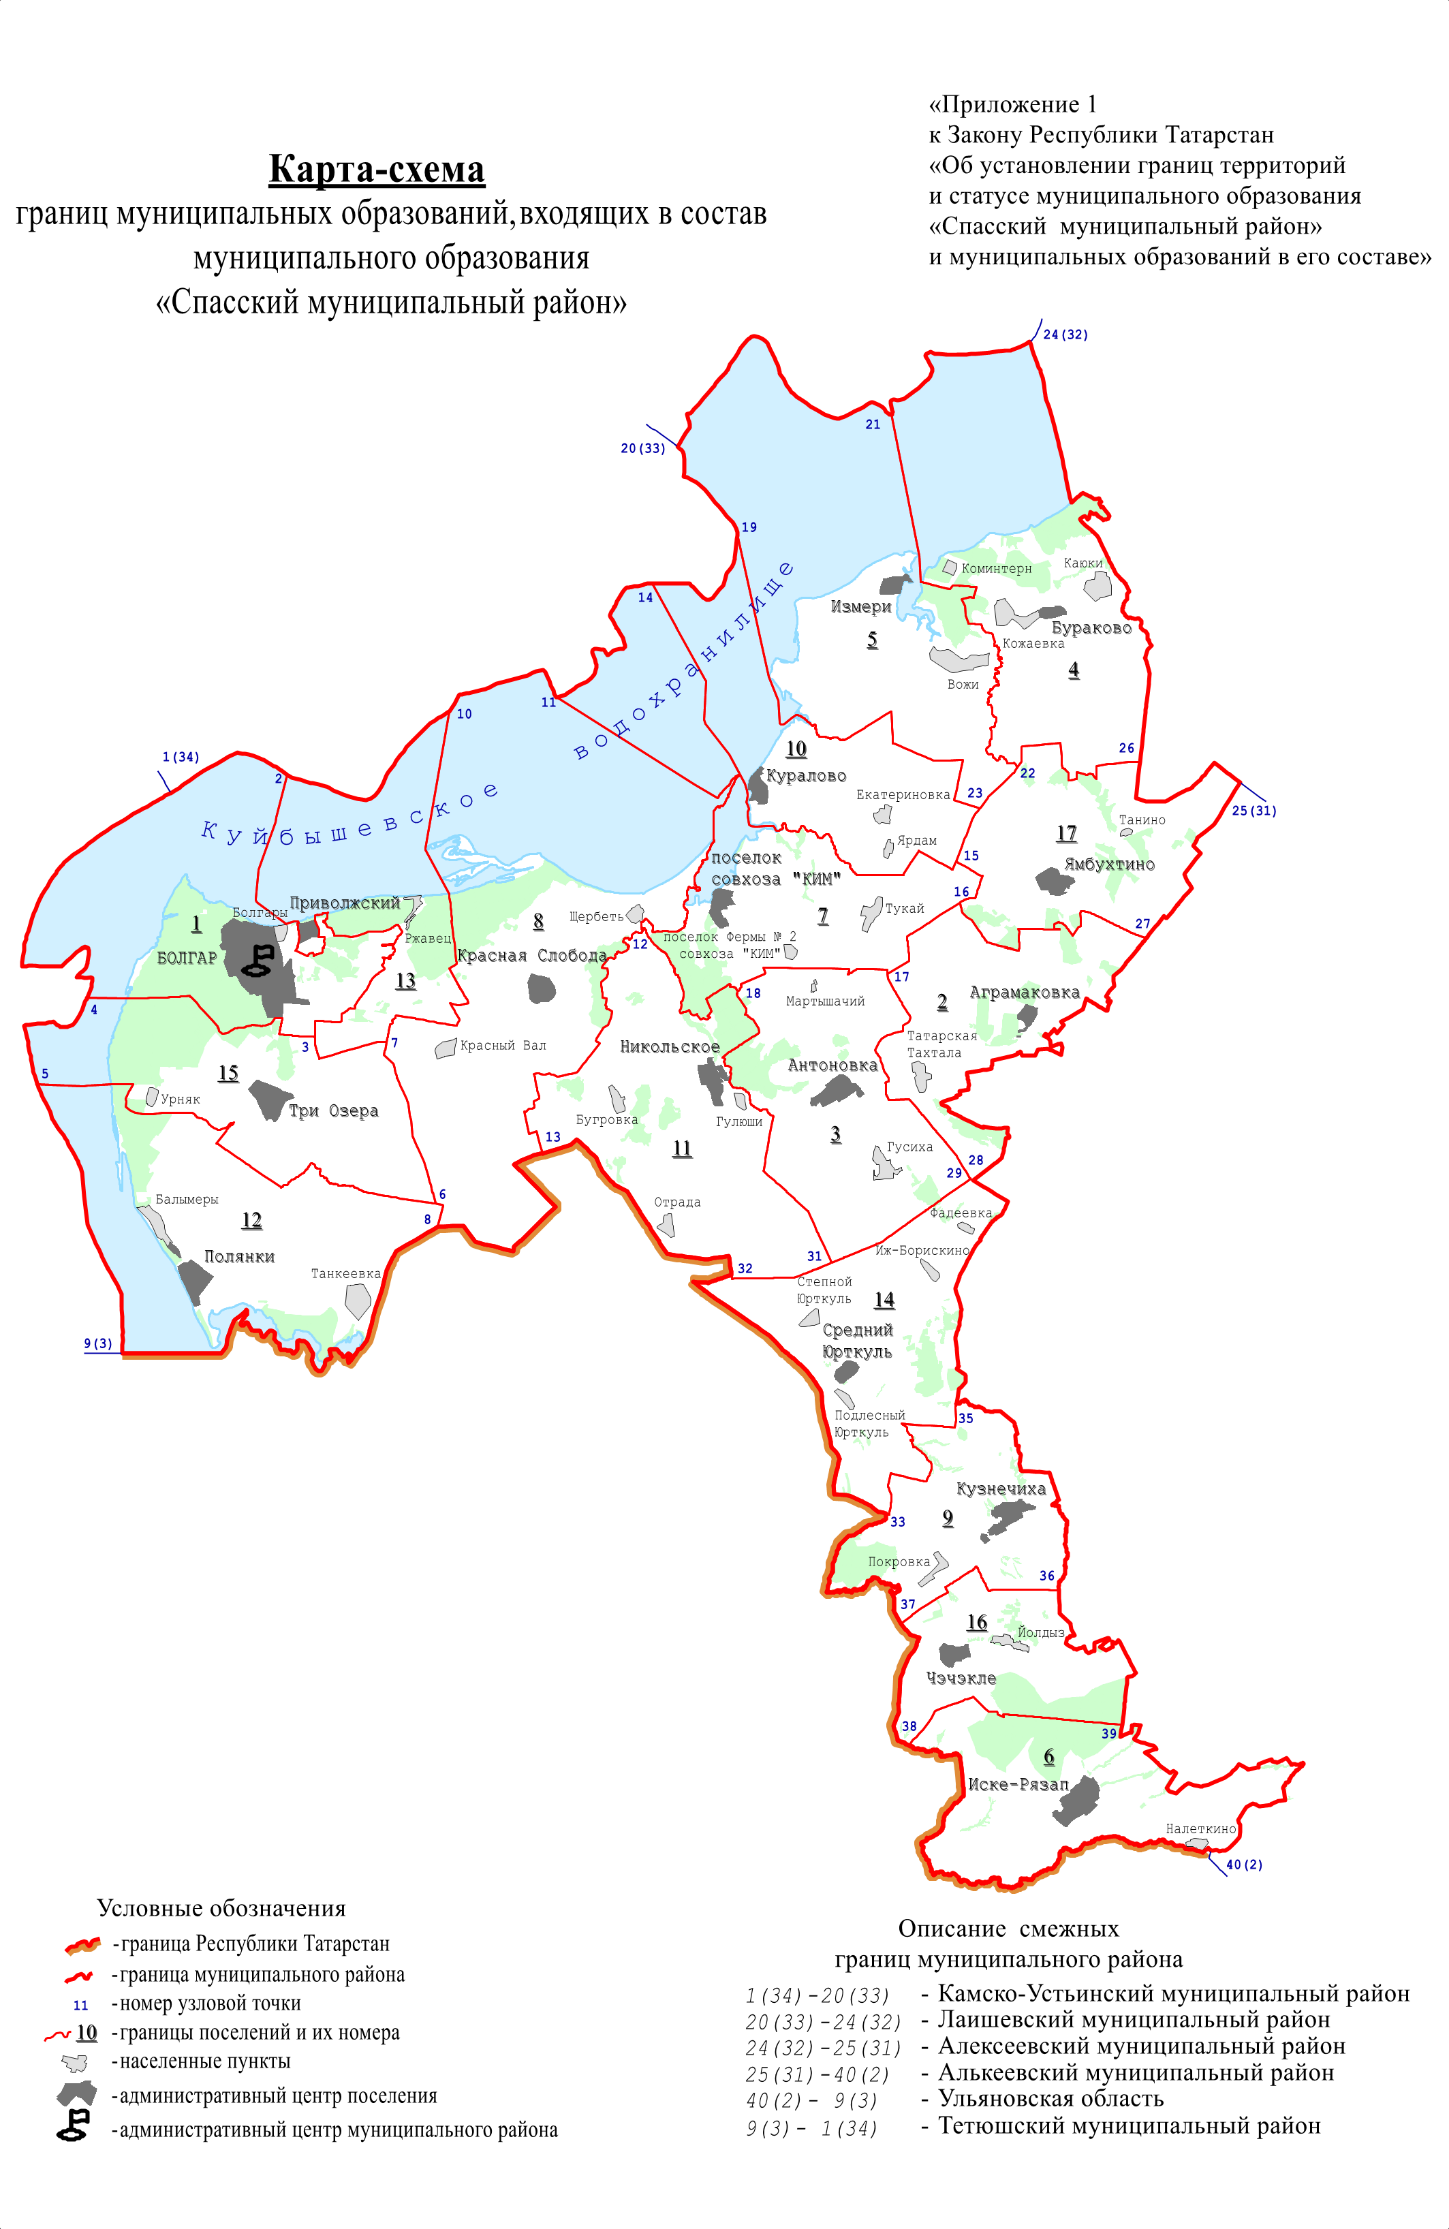 «Приложение 1
к Закону Республики Татарстан
«Об установлении границ территорий
и статусе муниципального образования
«Спасский муниципальный район»
и муниципальных образований в его составе»
Карта-схема
границ муниципальных образований, входящих в состав
муниципального образования
«Спасский муниципальный район»
24(32)
21
20(33)
19
14
11
10
1(34)
2
Куйбышевское водохранилище
Коминтерн
Каюки
Измери
5
Бураково
Кожаевка
4
Вожи
26
22
25(31)
10
Куралово
Екатериновка
23
Ярдам
15
Танино
17
Ямбухтино
поселок
совхоза "КИМ"
16
27
7
Тукай
поселок Фермы № 2
совхоза "КИМ"
1
Болгары
БОЛГАР
Приволжский
Ржавец
13
8
Щербеть
12
Красная Слобода
17
18
Мартышачий
2
Аграмаковка
Татарская
Тахтала
4
3
7
Красный Вал
Никольское
Антоновка
5
15
Урняк
Три Озера
Бугровка
Гулюши
13
11
3
Гусиха
28
29
6
8
Балымеры
12
Полянки
Танкеевка
9(3)
Отрада
32
31
Фадеевка
Иж-Борискино
Степной
Юрткуль
14
Средний
Юрткуль
Подлесный
Юрткуль
35
Кузнечиха
33
9
Покровка
36
37
16
Йолдыз
Чэчэкле
38
39
6
Иске-Рязап
Налеткино
40(2)
Условные обозначения
-граница Республики Татарстан
-граница муниципального района
11 -номер узловой точки
10 -границы поселений и их номера
-населенные пункты
-административный центр поселения
-административный центр муниципального района
Описание смежных
границ муниципального района
1(34)-20(33) - Камско-Устьинский муниципальный район
20(33)-24(32) - Лаишевский муниципальный район
24(32)-25(31) - Алексеевский муниципальный район
25(31)-40(2) - Алькеевский муниципальный район
40(2)- 9(3) - Ульяновская область
9(3)- 1(34) - Тетюшский муниципальный район